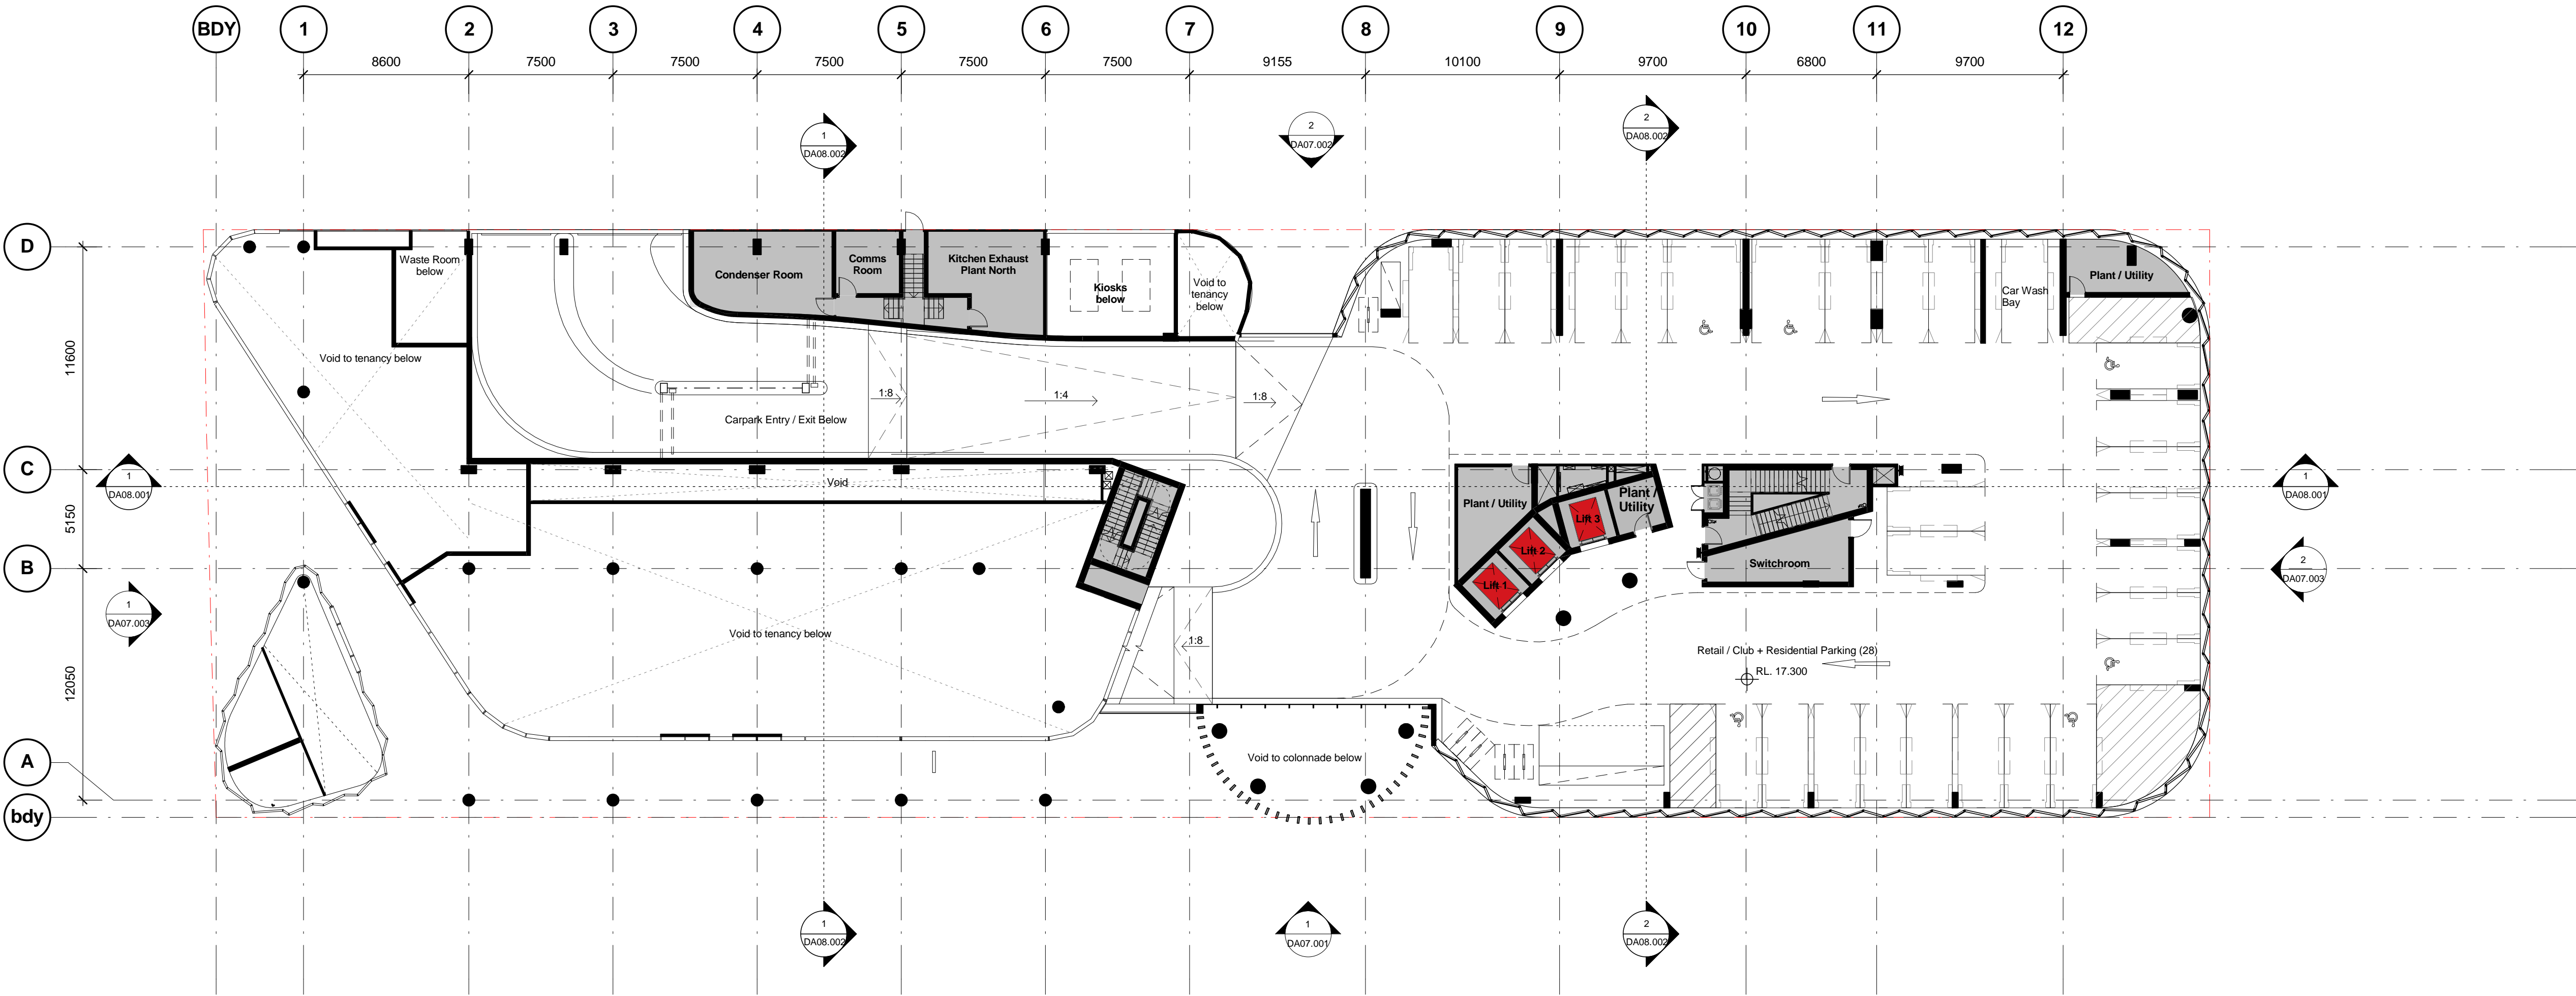 BDY
1
2
3
4
5
6
7
8
9
10
11
12
8600
7500
7500
7500
7500
7500
9155
10100
9700
6800
9700
1
DA08.002
2
DA07.002
2
DA08.002
D
C
B
A
bdy
11600
5150
12050
1
DA08.001
1
DA07.003
1
DA08.001
2
DA07.003
Waste Room
below
Condenser Room
Comms
Room
Kitchen Exhaust
Plant North
Kiosks
below
Void to
tenancy
below
Car Wash
Bay
Plant / Utility
Void to tenancy below
1:8
1:4
1:8
Carpark Entry / Exit Below
Void
Plant / Utility
Plant /
Utility
Lift 3
Lift 2
Lift 1
Switchroom
Void to tenancy below
1:8
Retail / Club + Residential Parking (28)
RL. 17.300
Void to colonnade below
1
DA08.002
1
DA07.001
2
DA08.002